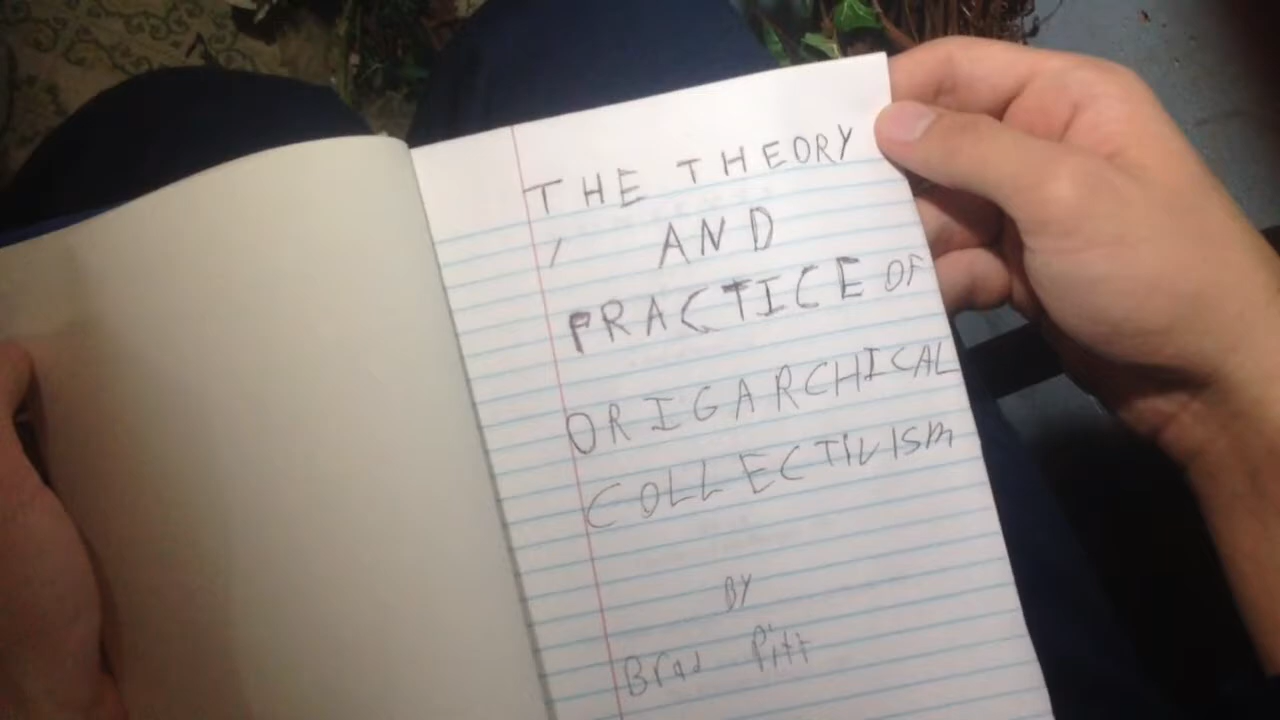 THE THEORY
AND
PRACTICE OF
ORIGARCHICAL
COLLECTIVISM
BY
Brad Pitt